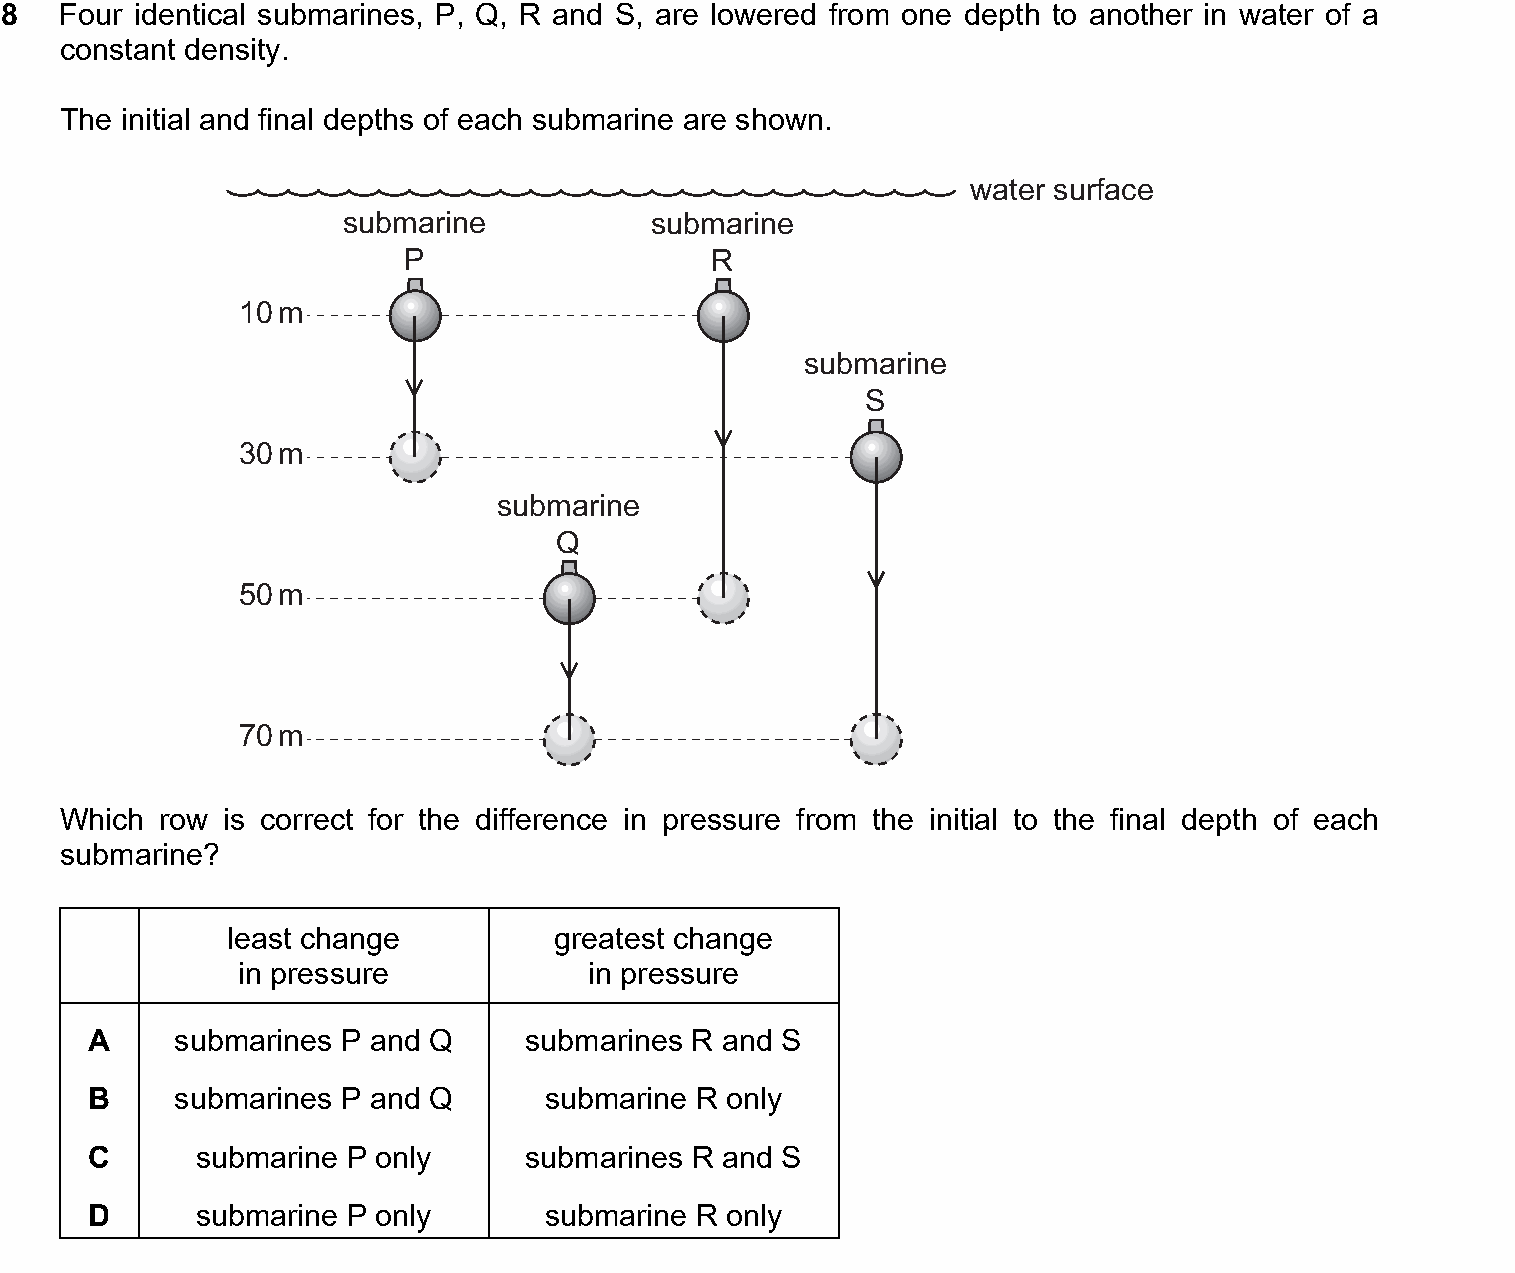 8 Four identical submarines, P, Q, R and S, are lowered from one depth to another in water of a
constant density.
The initial and final depths of each submarine are shown.
water surface
submarine submarine
P R
10 m
submarine
S
30 m
submarine
Q
50 m
70 m
Which row is correct for the difference in pressure from the initial to the final depth of each
submarine?
least change greatest change
in pressure in pressure
A submarines P and Q submarines R and S
B submarines P and Q submarine R only
C submarine P only submarines R and S
D submarine P only submarine R only